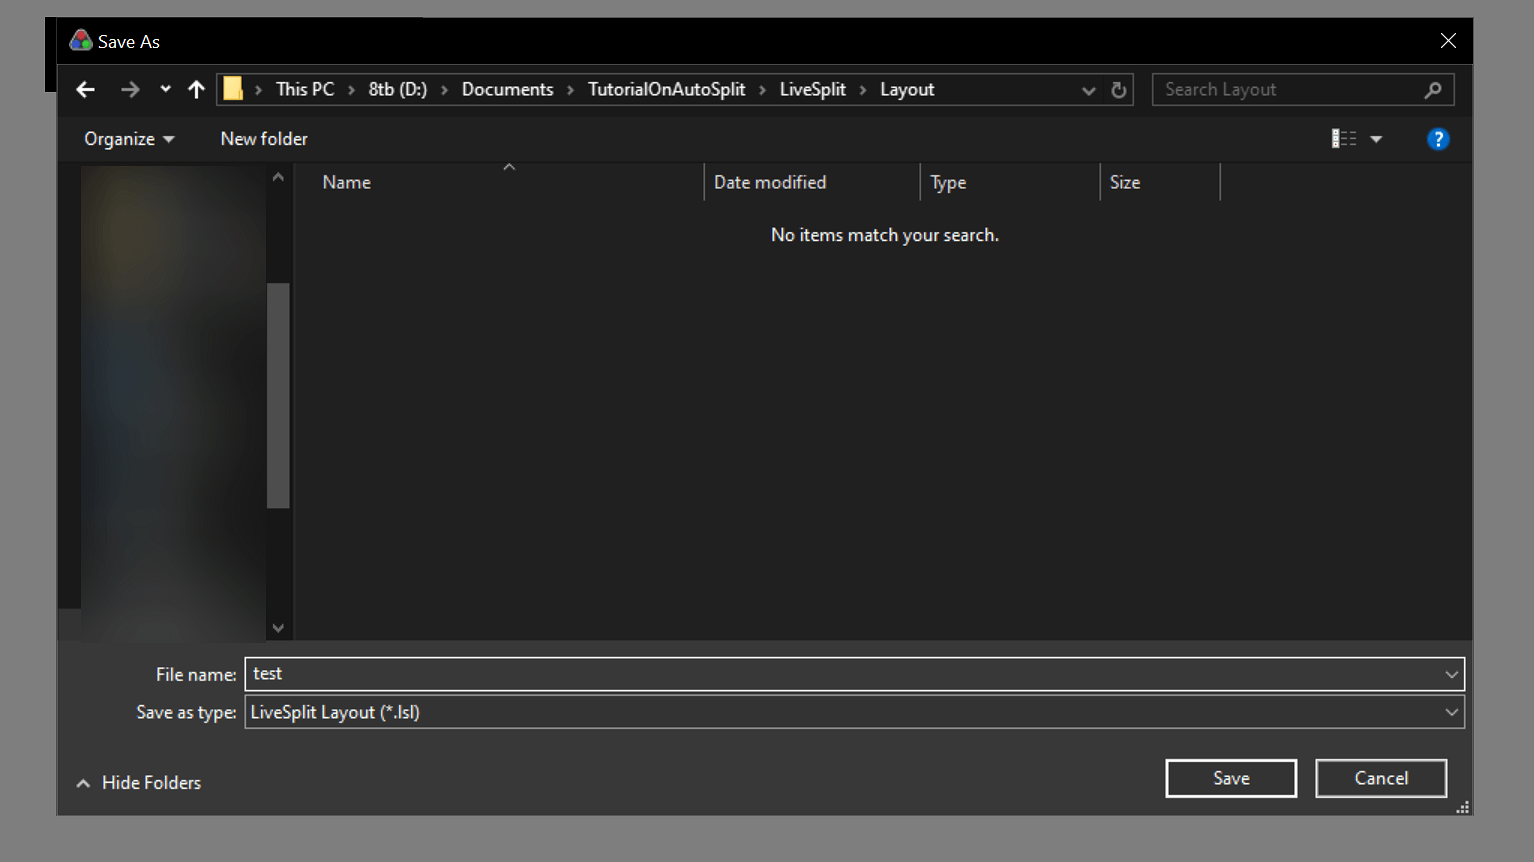 Save As
This PC > 8tb (D:) > Documents > TutorialOnAutoSplit > LiveSplit > Layout
Search Layout
Organize
New folder
?
Name
Date modified
Type
Size
No items match your search.
File name: test
Save as type: LiveSplit Layout (*.lsl)
Hide Folders
Save
Cancel